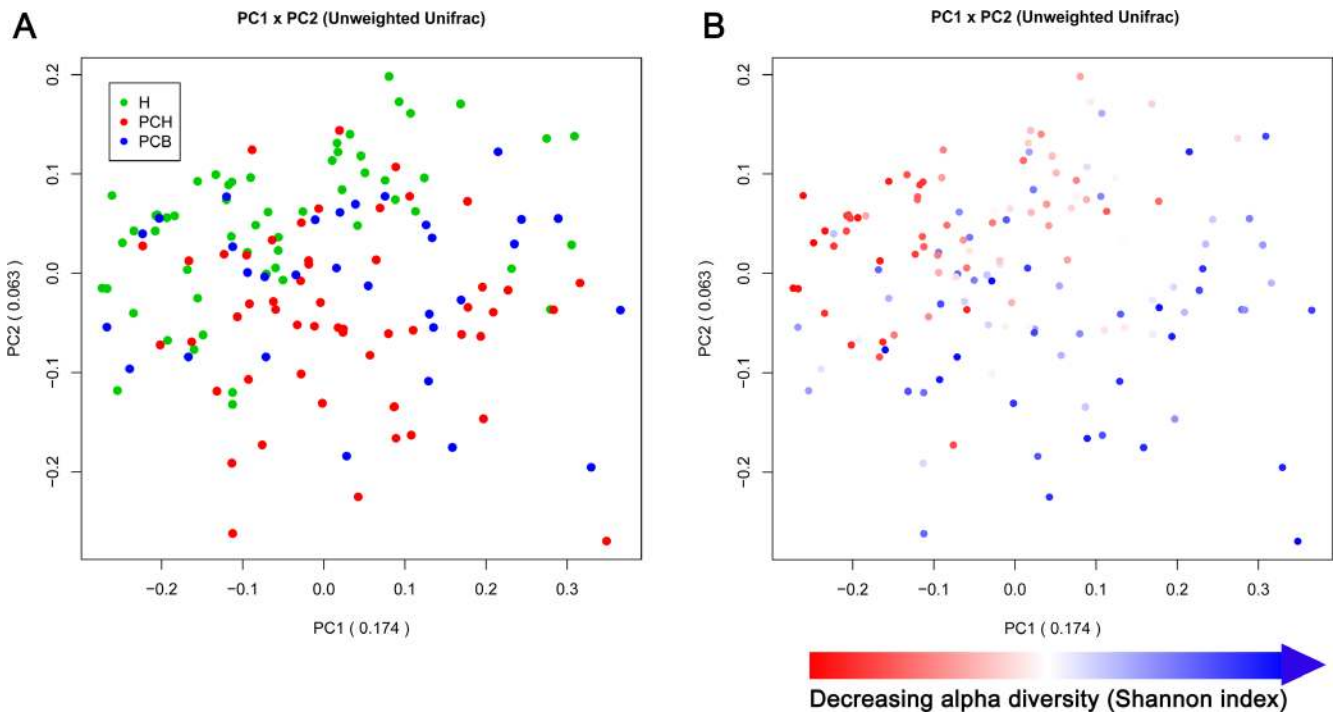 A
PC1 x PC2 (Unweighted Unifrac)
H
PCH
PCB
0.2
0.1
0.0
−0.1
−0.2
PC2 ( 0.063)
−0.2
−0.1
0.0
0.1
0.2
0.3
PC1 ( 0.174 )
B
PC1 x PC2 (Unweighted Unifrac)
0.2
0.1
0.0
−0.1
−0.2
PC2 ( 0.063)
−0.2
−0.1
0.0
0.1
0.2
0.3
PC1 ( 0.174 )
Decreasing alpha diversity (Shannon index)